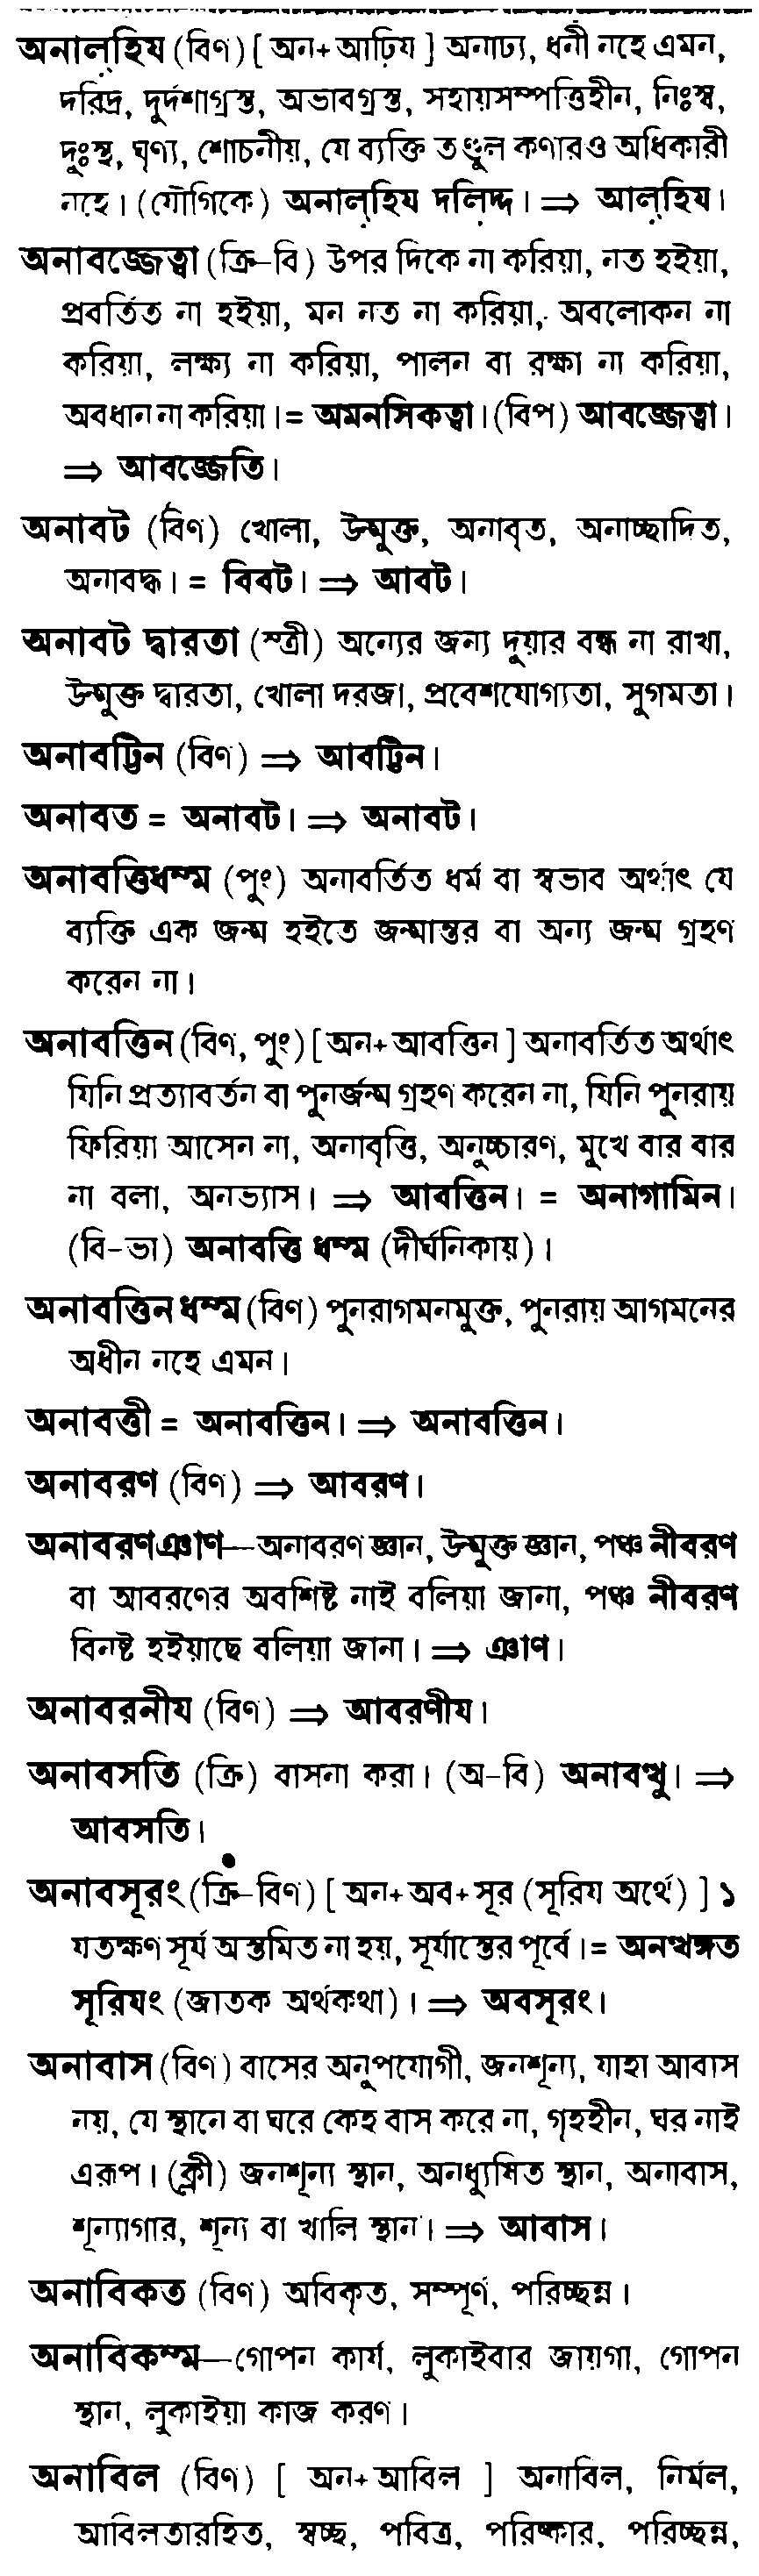 অনাল়্হিয (বিণ) [ অন+আঢ়িয ] অনাঢ্য, ধনী নহে এমন,
দরিদ্র, দুর্দশাগ্রস্ত, অভাবগ্রস্ত, সহায়সম্পত্তিহীন, নিঃস্ব,
দুঃস্থ, ঘৃণ্য, শোচনীয়, যে ব্যক্তি তণ্ডুল কণারও অধিকারী
নহে। (যৌগিকে) অনাল়্হিয দলিদ্দ। ⇒ আল়্হিয।
অনাবজ্জেত্বা (ক্রি-বি) উপর দিকে না করিয়া, নত হইয়া,
প্রবর্তিত না হইয়া, মন নত না করিয়া, অবলোকন না
করিয়া, লক্ষ্য না করিয়া, পালন বা রক্ষা না করিয়া,
অবধান না করিয়া। = অমনসিকত্বা। (বিপ) আবজ্জেত্বা।
⇒ আবজ্জেতি।
অনাবট (বিণ) খোলা, উন্মুক্ত, অনাবৃত, অনাচ্ছাদিত,
অনাবদ্ধ। = বিবট। ⇒ আবট।
অনাবট দ্বারতা (স্ত্রী) অন্যের জন্য দুয়ার বন্ধ না রাখা,
উন্মুক্ত দ্বারতা, খোলা দরজা, প্রবেশযোগ্যতা, সুগমতা।
অনাবট্টিন (বিণ) ⇒ আবট্টিন।
অনাবত = অনাবট। ⇒ অনাবট।
অনাবত্তিধম্ম (পুং) অনাবর্তিত ধর্ম বা স্বভাব অর্থাৎ যে
ব্যক্তি এক জন্ম হইতে জন্মান্তর বা অন্য জন্ম গ্রহণ
করেন না।
অনাবত্তিন (বিণ, পুং) [ অন+আবত্তিন ] অনাবর্তিত অর্থাৎ
যিনি প্রত্যাবর্তন বা পুনর্জন্ম গ্রহণ করেন না, যিনি পুনরায়
ফিরিয়া আসেন না, অনাবৃত্তি, অনুচ্চারণ, মুখে বার বার
না বলা, অনভ্যাস। ⇒ আবত্তিন। = অনাগামিন।
(বি-ভা) অনাবত্তি ধম্ম (দীর্ঘনিকায়)।
অনাবত্তিন ধম্ম (বিণ) পুনরাগমনমুক্ত, পুনরায় আগমনের
অধীন নহে এমন।
অনাবত্তী = অনাবত্তিন। ⇒ অনাবত্তিন।
অনাবরণ (বিণ) ⇒ আবরণ।
অনাবরণঞাণ—অনাবরণ জ্ঞান, উন্মুক্ত জ্ঞান, পঞ্চ নীবরণ
বা আবরণের অবশিষ্ট নাই বলিয়া জানা, পঞ্চ নীবরণ
বিনষ্ট হইয়াছে বলিয়া জানা। ⇒ ঞাণ।
অনাবরনীয (বিণ) ⇒ আবরণীয।
অনাবসতি (ক্রি) বাসনা করা। (অ-বি) অনাবত্থু। ⇒
আবসতি।
অনাবসূরং (ক্রি-বিণ) [ অন+অব+সূর (সূরিয অর্থে) ] ১
যতক্ষণ সূর্য অস্তমিত না হয়, সূর্যাস্তের পূর্বে। = অনত্থঙ্গত
সূরিযং (জাতক অর্থকথা)। ⇒ অবসূরং।
অনাবাস (বিণ) বাসের অনুপযোগী, জনশূন্য, যাহা আবাস
নয়, যে স্থানে বা ঘরে কেহ বাস করে না, গৃহহীন, ঘর নাই
এরূপ। (ক্লী) জনশূন্য স্থান, অনধ্যুষিত স্থান, অনাবাস,
শূন্যাগার, শূন্য বা খালি স্থান। ⇒ আবাস।
অনাবিকত (বিণ) অবিকৃত, সম্পূর্ণ, পরিচ্ছন্ন।
অনাবিকম্ম—গোপন কার্য, লুকাইবার জায়গা, গোপন
স্থান, লুকাইয়া কাজ করণ।
অনাবিল (বিণ) [ অন+আবিল ] অনাবিল, নির্মল,
আবিলতারহিত, স্বচ্ছ, পবিত্র, পরিষ্কার, পরিচ্ছন্ন,